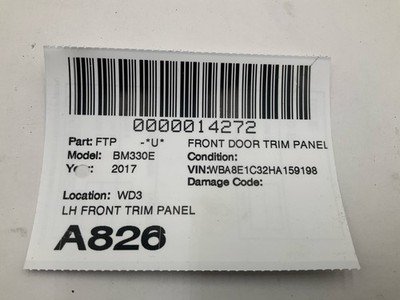 0000014272
Part: FTP -*U* FRONT DOOR TRIM PANEL
Model: BM330E Condition:
Year: 2017 VIN:WBA8E1C32HA159198
Damage Code:
Location: WD3
LH FRONT TRIM PANEL
A826